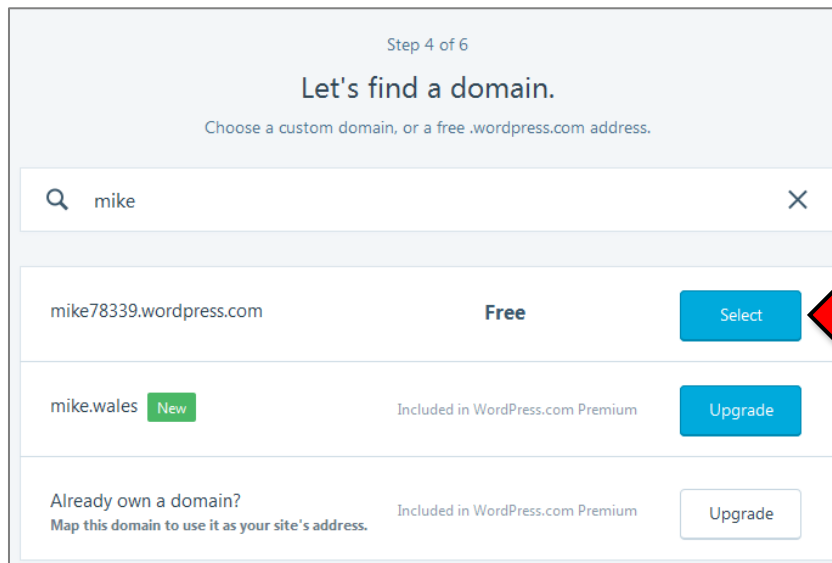 Step 4 of 6
Let's find a domain.
Choose a custom domain, or a free .wordpress.com address.
mike
mike78339.wordpress.com Free Select
mike.wales New Included in WordPress.com Premium Upgrade
Already own a domain?
Map this domain to use it as your site's address. Included in WordPress.com Premium Upgrade